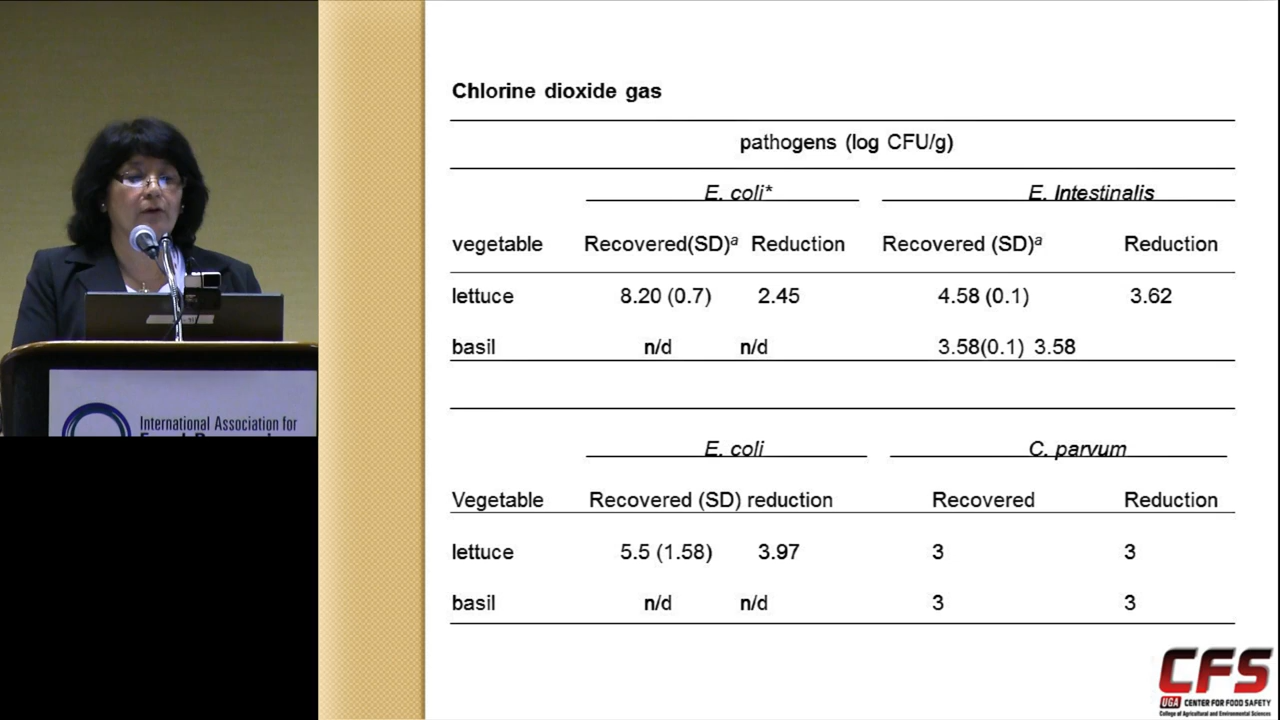 Chlorine dioxide gas
pathogens (log CFU/g)
E. coli* E. Intestinalis
vegetable Recovered(SD)a Reduction Recovered (SD)a Reduction
lettuce 8.20 (0.7) 2.45 4.58 (0.1) 3.62
basil n/d n/d 3.58(0.1) 3.58
E. coli C. parvum
Vegetable Recovered (SD) reduction Recovered Reduction
lettuce 5.5 (1.58) 3.97 3 3
basil n/d n/d 3 3
International Association for
CFS
UGA CENTER FOR FOOD SAFETY
College of Agricultural and Environmental Sciences